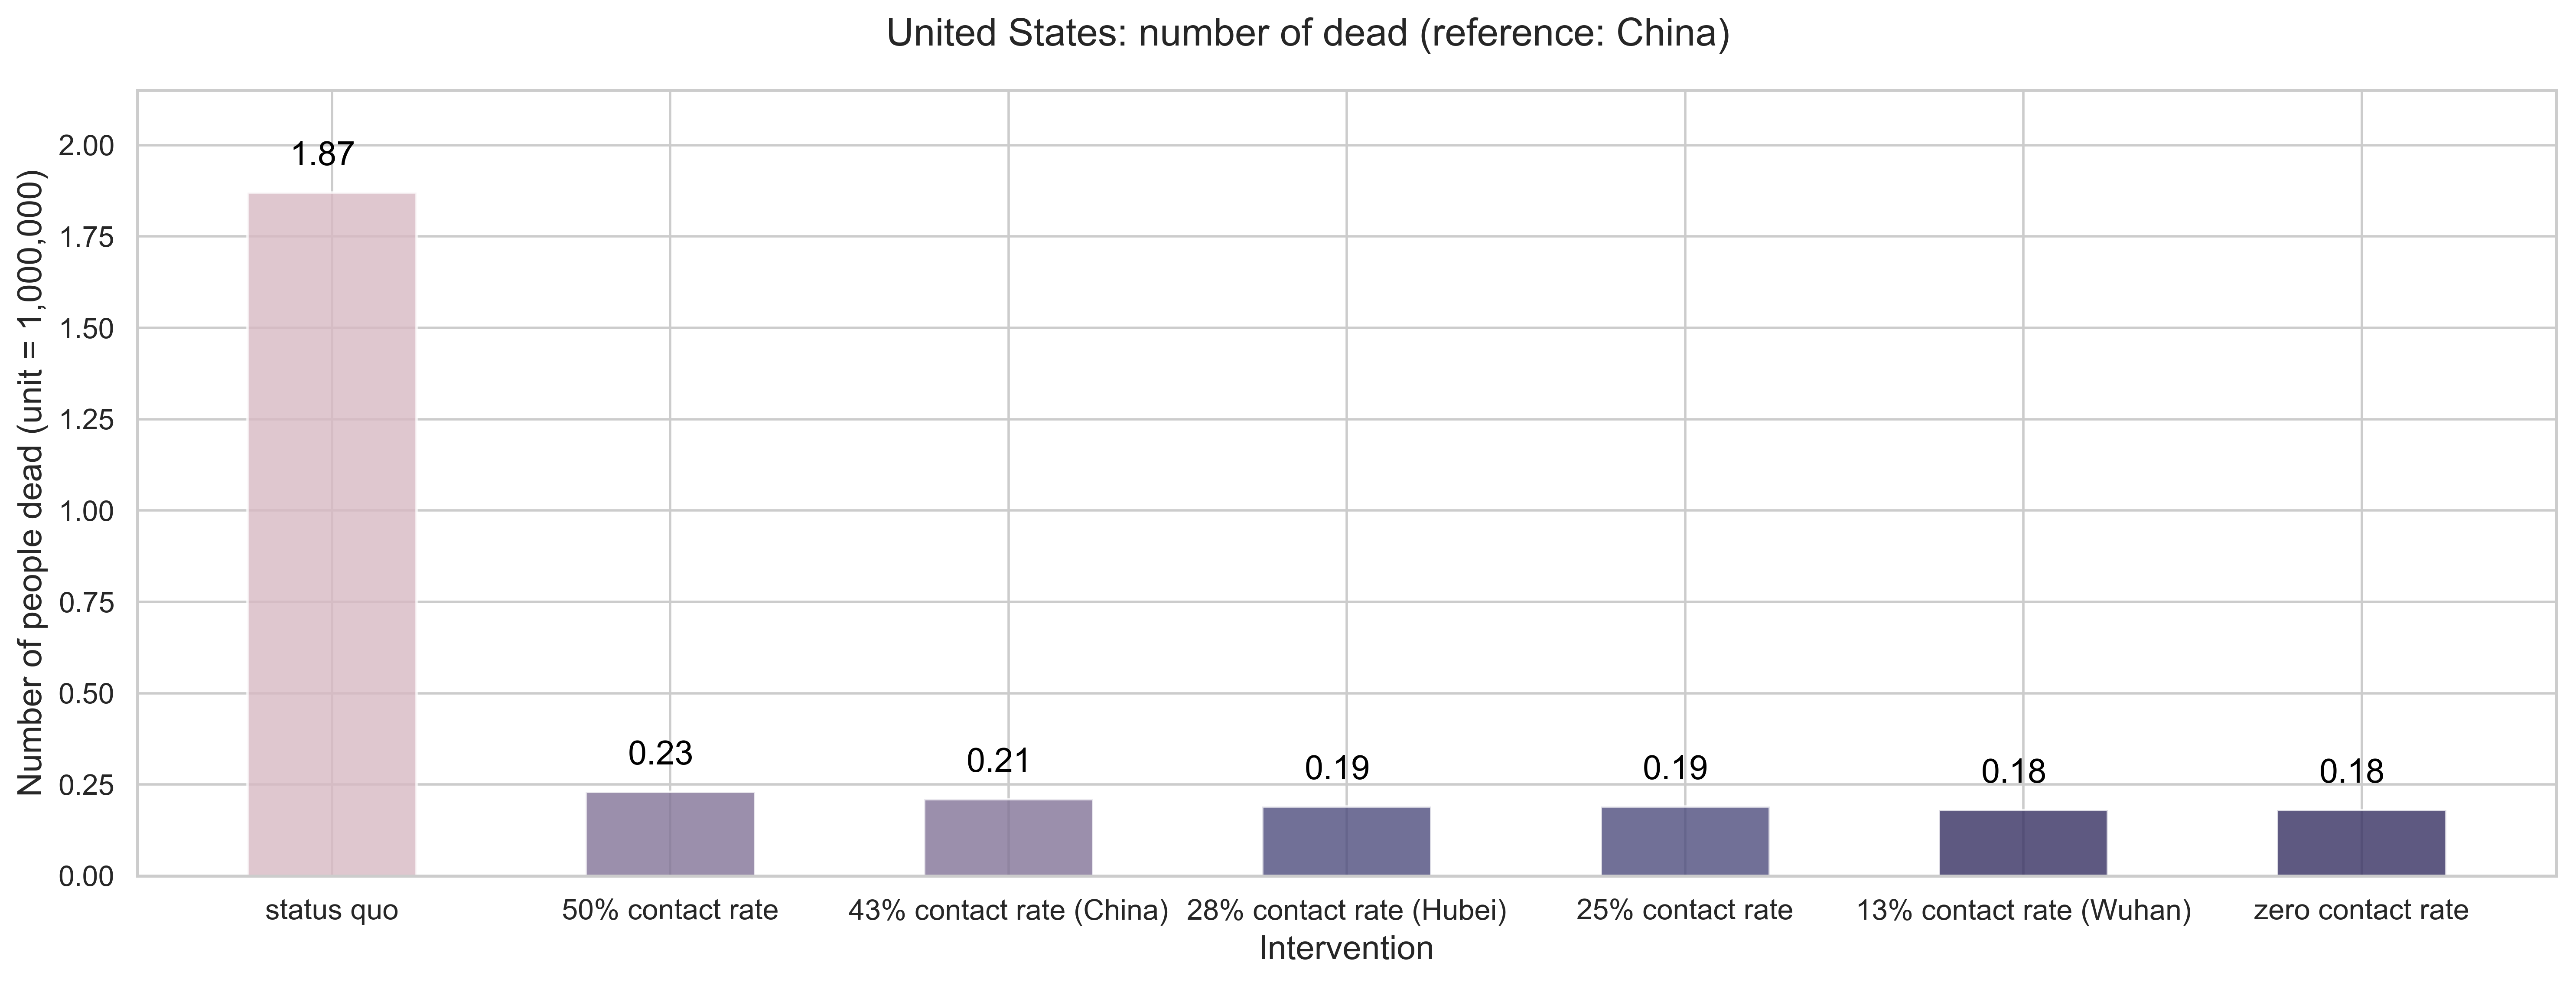 United States: number of dead (reference: China)
Number of people dead (unit = 1,000,000)
2.00
1.75
1.50
1.25
1.00
0.75
0.50
0.25
0.00
1.87
0.23
0.21
0.19
0.19
0.18
0.18
status quo
50% contact rate
43% contact rate (China)
28% contact rate (Hubei)
25% contact rate
13% contact rate (Wuhan)
zero contact rate
Intervention